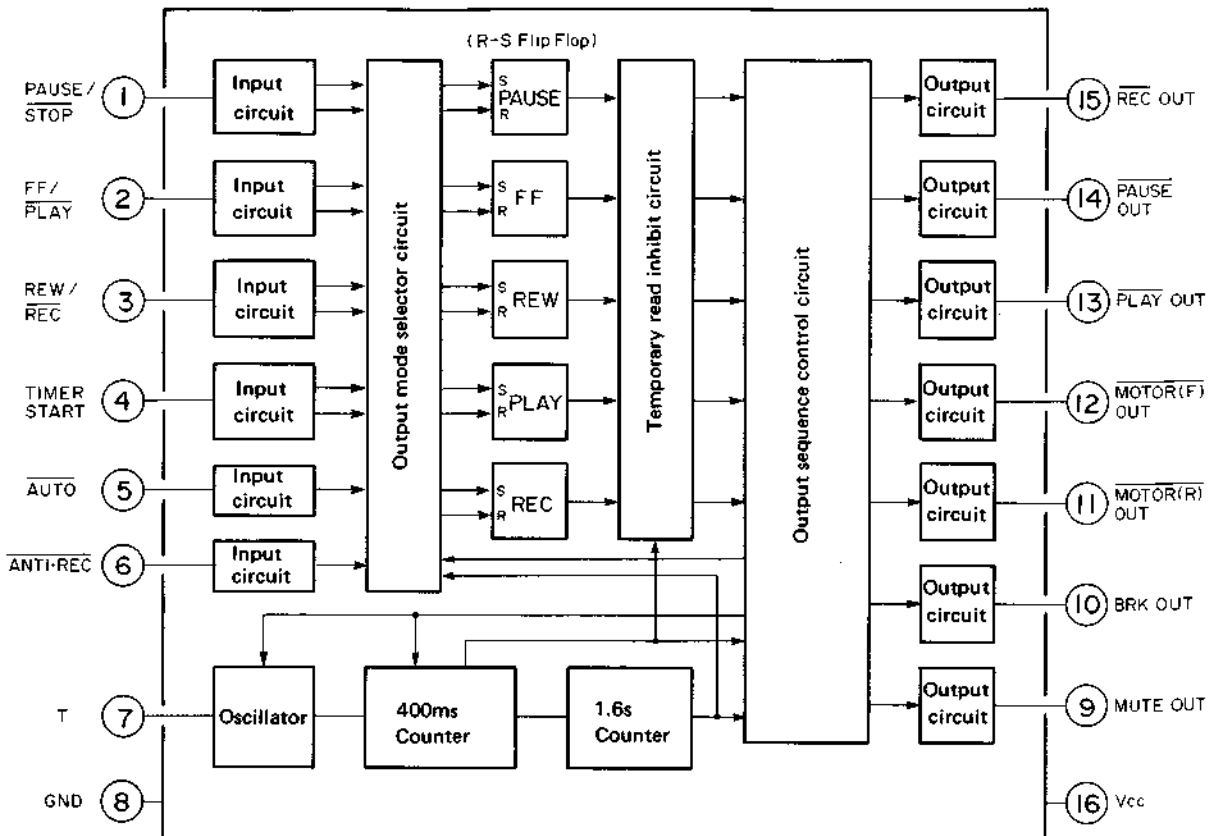 (R-S Flip Flop)
PAUSE/
STOP
1
Input
circuit
S
PAUSE
R
Output
circuit
15
REC OUT
FF/
PLAY
2
Input
circuit
S
FF
R
Output
circuit
14
PAUSE
OUT
REW/
REC
3
Input
circuit
S
REW
R
Output
circuit
13
PLAY OUT
TIMER
START
4
Input
circuit
S
PLAY
R
Output
circuit
12
MOTOR(F)
OUT
AUTO
5
Input
circuit
S
REC
R
Output
circuit
11
MOTOR(R)
OUT
ANTI-REC
6
Input
circuit
Output mode selector circuit
Temporary read inhibit circuit
Output sequence control circuit
Output
circuit
10
BRK OUT
T
7
Oscillator
400ms
Counter
1.6s
Counter
Output
circuit
9
MUTE OUT
GND
8
16
Vcc